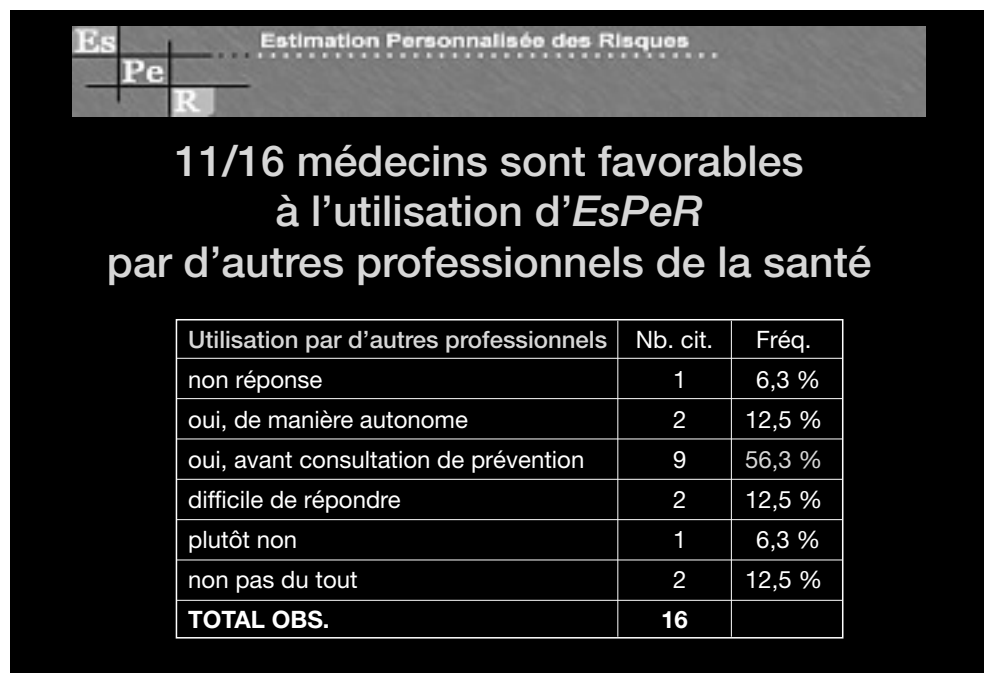 Es
Pe
R
Estimation Personnalisée des Risques
11/16 médecins sont favorables
à l’utilisation d’EsPeR
par d’autres professionnels de la santé
Utilisation par d’autres professionnels Nb. cit. Fréq.
non réponse 1 6,3 %
oui, de manière autonome 2 12,5 %
oui, avant consultation de prévention 9 56,3 %
difficile de répondre 2 12,5 %
plutôt non 1 6,3 %
non pas du tout 2 12,5 %
TOTAL OBS. 16